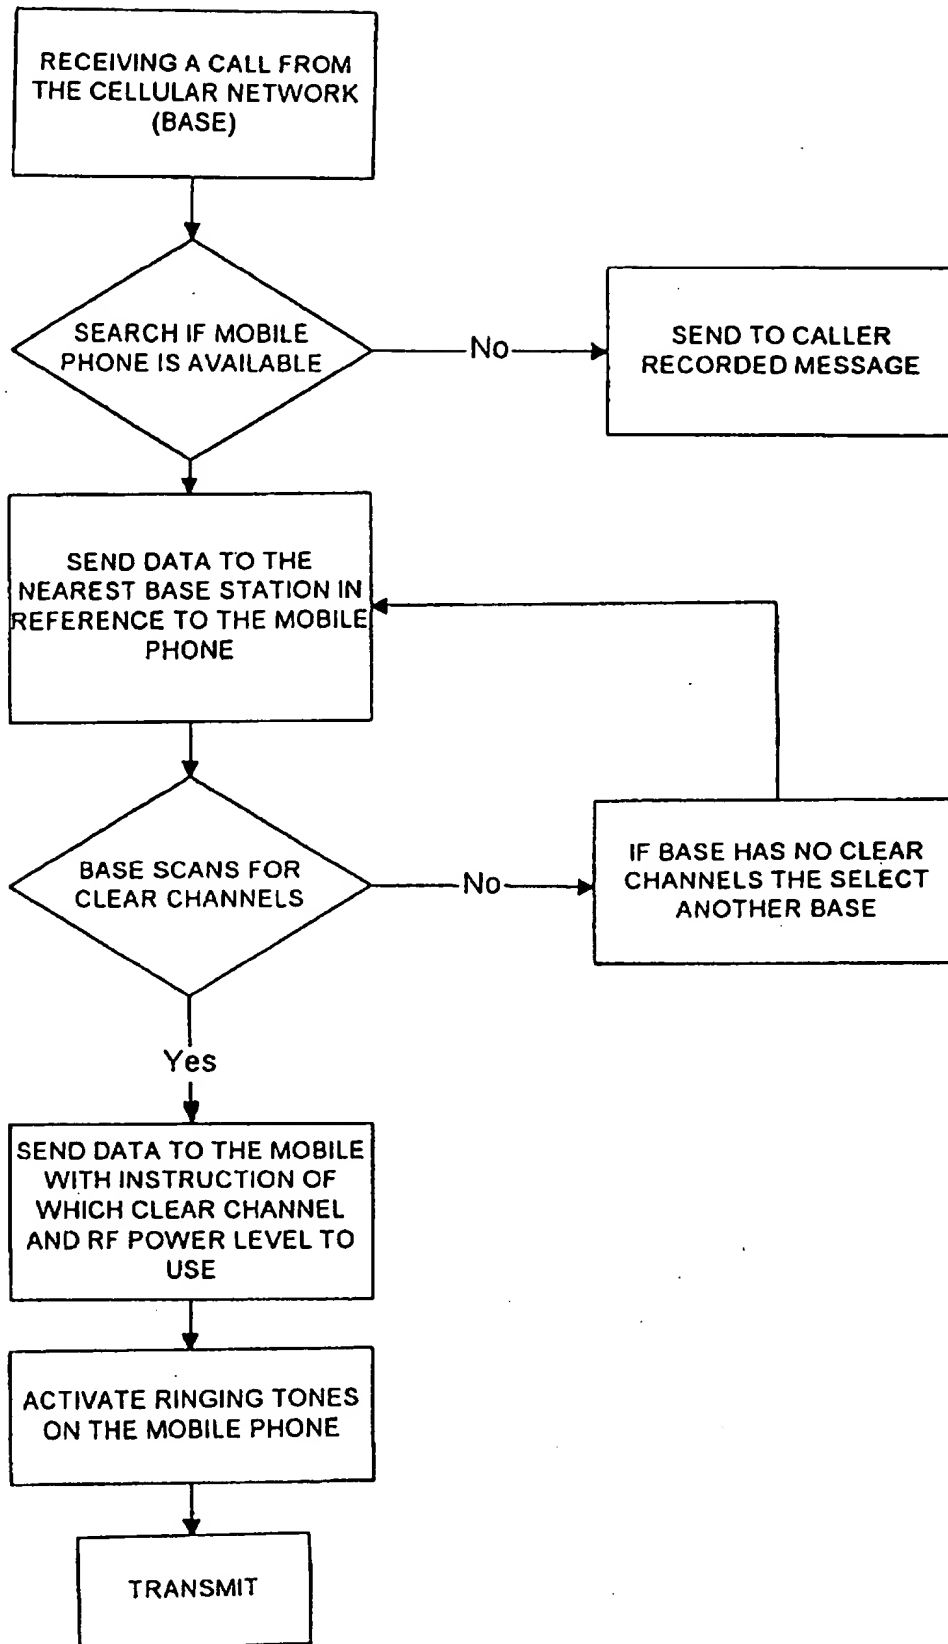 RECEIVING A CALL FROM
THE CELLULAR NETWORK
(BASE)
SEARCH IF MOBILE
PHONE IS AVAILABLE
No
SEND TO CALLER
RECORDED MESSAGE
SEND DATA TO THE
NEAREST BASE STATION IN
REFERENCE TO THE MOBILE
PHONE
BASE SCANS FOR
CLEAR CHANNELS
No
IF BASE HAS NO CLEAR
CHANNELS THE SELECT
ANOTHER BASE
Yes
SEND DATA TO THE MOBILE
WITH INSTRUCTION OF
WHICH CLEAR CHANNEL
AND RF POWER LEVEL TO
USE
ACTIVATE RINGING TONES
ON THE MOBILE PHONE
TRANSMIT